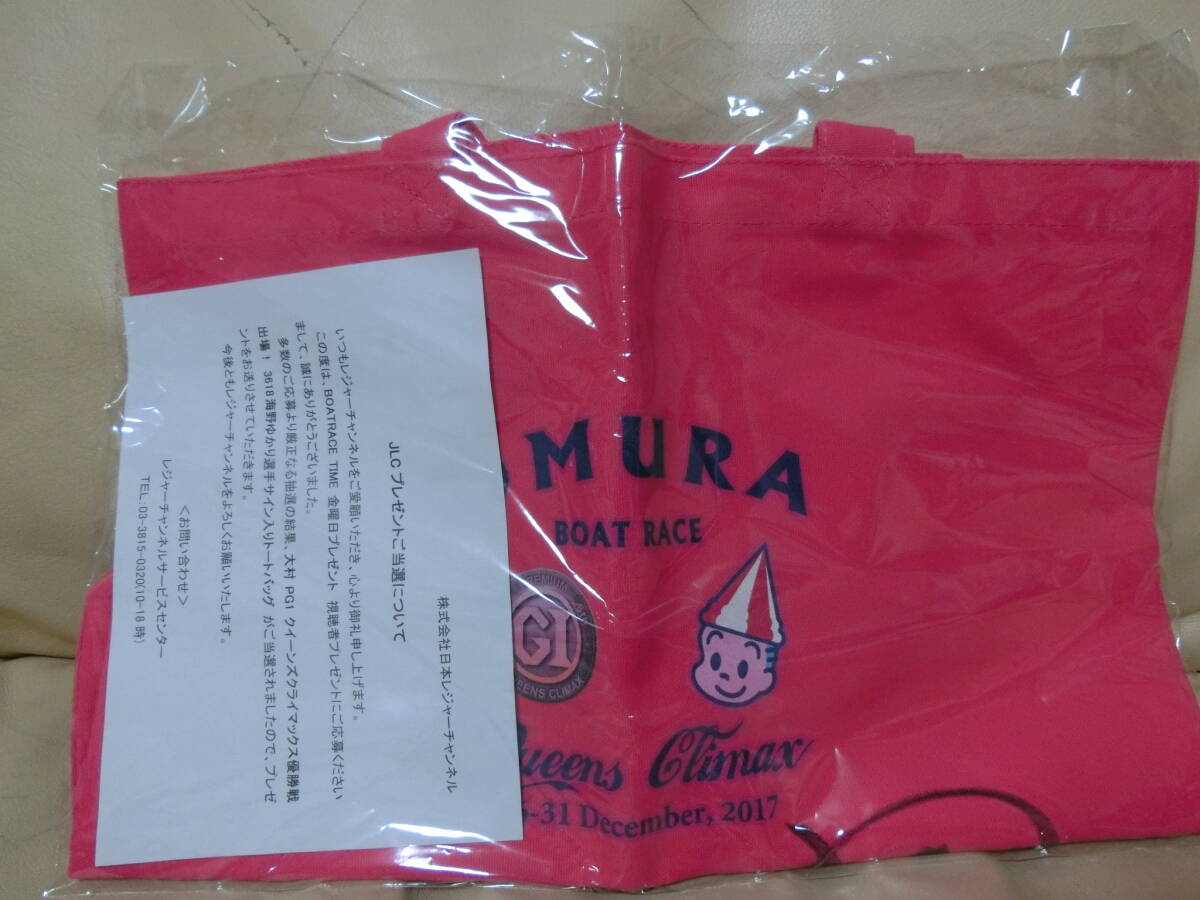 株式会社日本レジャーチャンネル
JLC プレゼントご当選について
いつもレジャーチャンネルをご愛顧いただき、心より御礼申し上げます。
この度は、BOATRACE TIME 金曜日プレゼント 視聴者プレゼントにご応募ください
まして、誠にありがとうございました。
多数のご応募より厳正なる抽選の結果、大村 PG1 クイーンズクライマックス優勝戦
出場! 3618 海野ゆかり選手サイン入りトートバッグ がご当選されましたので、プレゼ
ントをお送りさせていただきます。
今後ともレジャーチャンネルをよろしくお願いいたします。
<お問い合わせ>
レジャーチャンネルサービスセンター
TEL:03-3815-0320(10-18 時)
MURA
BOAT RACE
PREMIUM
GI
EENS CLIMAX
Queens Climax
-31 December, 2017